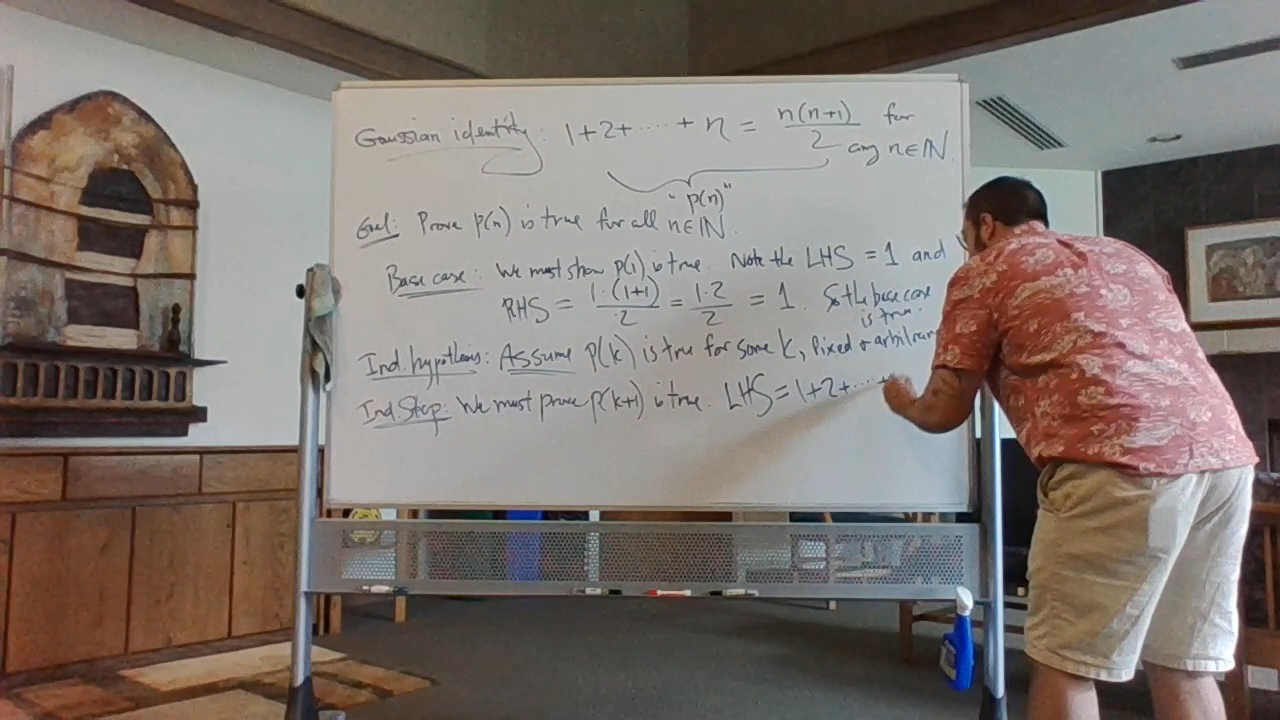 Gaussian identity: 1+2+·····+ n = n(n+1)/2 for any n∈ℕ.
"p(n)"
Goal: Prove p(n) is true for all n∈ℕ.
Base case: We must show p(1) is true. Note the LHS = 1 and
RHS = 1·(1+1)/2 = 1·2/2 = 1. So the base case is true.
Ind. hypothesis: Assume p(k) is true for some k, fixed & arbitrary
Ind. Step: We must prove p(k+1) is true. LHS = 1+2+···+